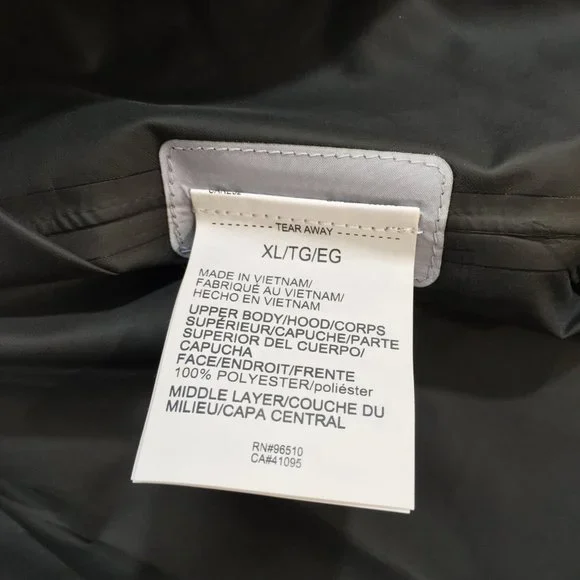 TEAR AWAY
XL/TG/EG
MADE IN VIETNAM/
FABRIQUÉ AU VIETNAM/
HECHO EN VIETNAM
UPPER BODY/HOOD/CORPS
SUPÉRIEUR/CAPUCHE/PARTE
SUPERIOR DEL CUERPO/
CAPUCHA
FACE/ENDROIT/FRENTE
100% POLYESTER/poliéster
MIDDLE LAYER/COUCHE DU
MILIEU/CAPA CENTRAL
RN#96510
CA#41095